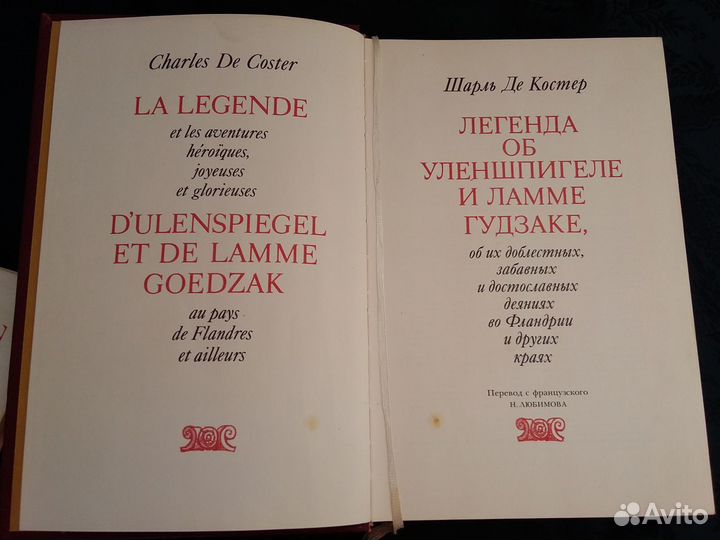 Charles De Coster
LA LEGENDE
et les aventures
héroïques,
joyeuses
et glorieuses
D'ULENSPIEGEL
ET DE LAMME
GOEDZAK
au pays
de Flandres
et ailleurs
Шарль Де Костер
ЛЕГЕНДА
ОБ
УЛЕНШПИГЕЛЕ
И ЛАММЕ
ГУДЗАКЕ,
об их доблестных,
забавных
и достославных
деяниях
во Фландрии
и других
краях
Перевод с французского
Н. ЛЮБИМОВА
Avito